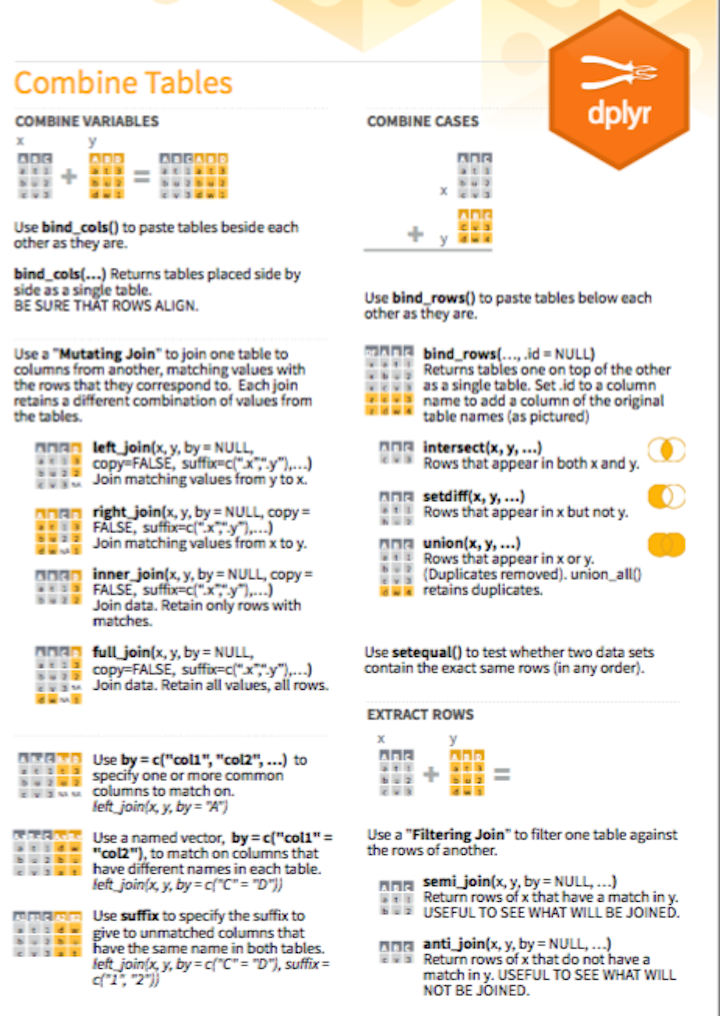 Combine Tables
dplyr
COMBINE VARIABLES
x y
+ =
Use bind_cols() to paste tables beside each
other as they are.
bind_cols(…) Returns tables placed side by
side as a single table.
BE SURE THAT ROWS ALIGN.
Use a "Mutating Join" to join one table to
columns from another, matching values with
the rows that they correspond to. Each join
retains a different combination of values from
the tables.
left_join(x, y, by = NULL,
copy=FALSE, suffix=c(“.x”,“.y”),…)
Join matching values from y to x.
right_join(x, y, by = NULL, copy =
FALSE, suffix=c(“.x”,“.y”),…)
Join matching values from x to y.
inner_join(x, y, by = NULL, copy =
FALSE, suffix=c(“.x”,“.y”),…)
Join data. Retain only rows with
matches.
full_join(x, y, by = NULL,
copy=FALSE, suffix=c(“.x”,“.y”),…)
Join data. Retain all values, all rows.
Use by = c("col1", "col2", …) to
specify one or more common
columns to match on.
left_join(x, y, by = "A")
Use a named vector, by = c("col1" =
"col2"), to match on columns that
have different names in each table.
left_join(x, y, by = c("C" = "D"))
Use suffix to specify the suffix to
give to unmatched columns that
have the same name in both tables.
left_join(x, y, by = c("C" = "D"), suffix =
c("1", "2"))
COMBINE CASES
x
+ y
Use bind_rows() to paste tables below each
other as they are.
bind_rows(…, .id = NULL)
Returns tables one on top of the other
as a single table. Set .id to a column
name to add a column of the original
table names (as pictured)
intersect(x, y, …)
Rows that appear in both x and y.
setdiff(x, y, …)
Rows that appear in x but not y.
union(x, y, …)
Rows that appear in x or y.
(Duplicates removed). union_all()
retains duplicates.
Use setequal() to test whether two data sets
contain the exact same rows (in any order).
EXTRACT ROWS
x y
+ =
Use a "Filtering Join" to filter one table against
the rows of another.
semi_join(x, y, by = NULL, …)
Return rows of x that have a match in y.
USEFUL TO SEE WHAT WILL BE JOINED.
anti_join(x, y, by = NULL, …)
Return rows of x that do not have a
match in y. USEFUL TO SEE WHAT WILL
NOT BE JOINED.